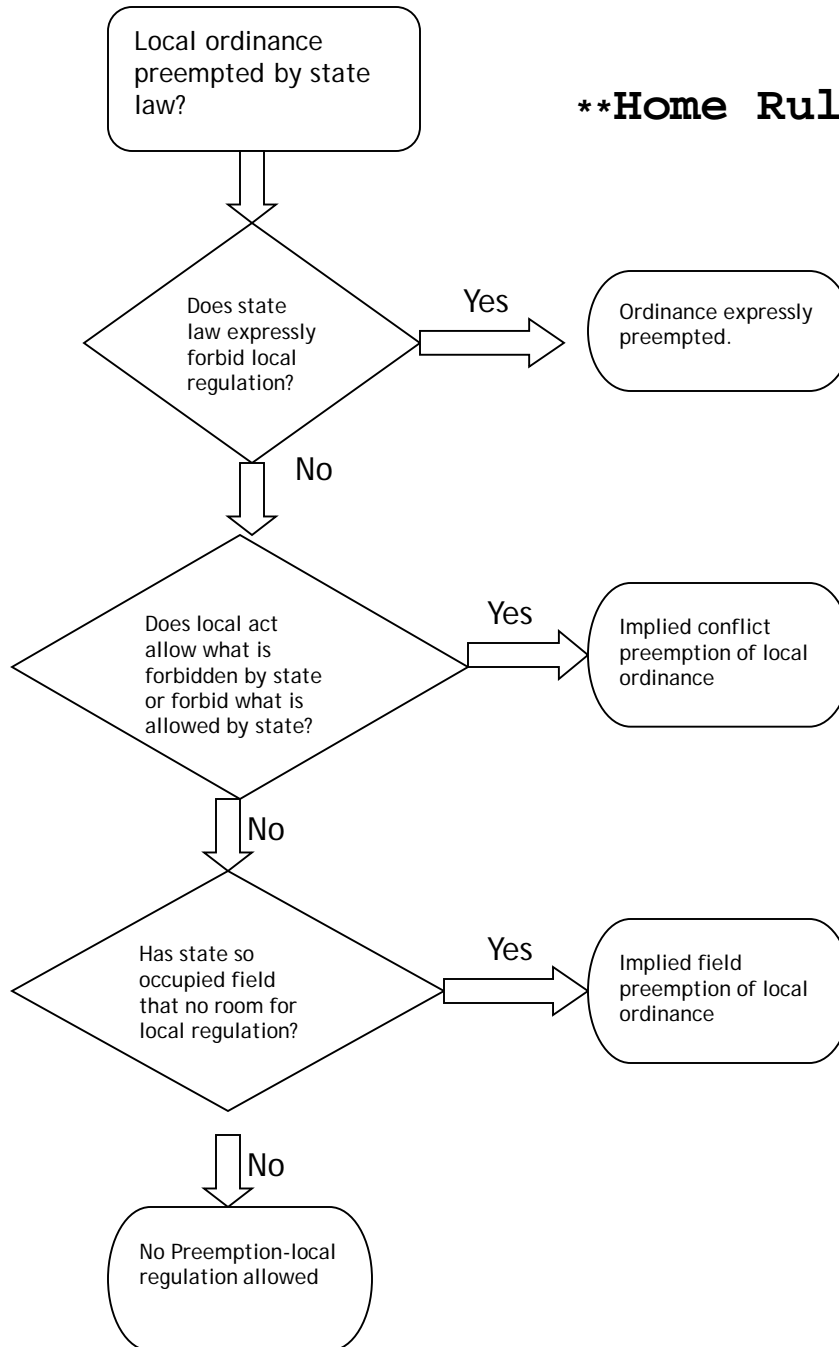 Local ordinance
preempted by state
law?
**Home Rul
Does state
law expressly
forbid local
regulation?
Yes
Ordinance expressly
preempted.
No
Does local act
allow what is
forbidden by state
or forbid what is
allowed by state?
Yes
Implied conflict
preemption of local
ordinance
No
Has state so
occupied field
that no room for
local regulation?
Yes
Implied field
preemption of local
ordinance
No
No Preemption-local
regulation allowed